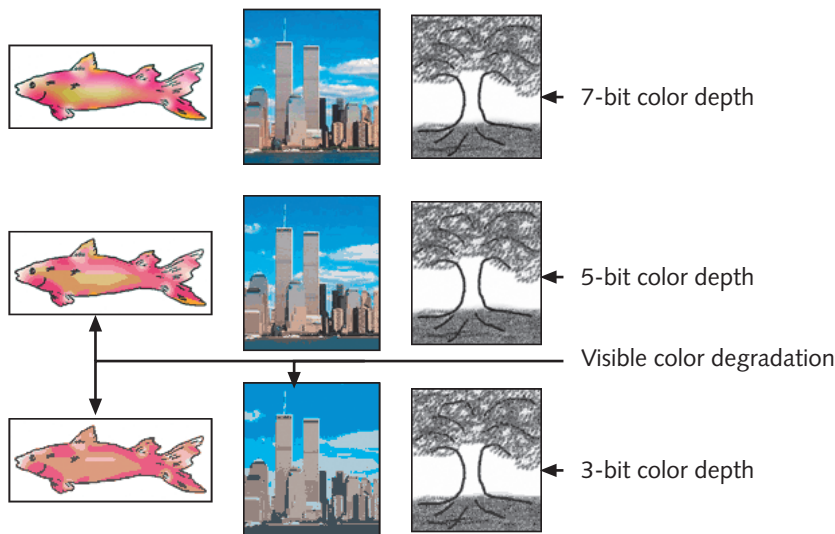 7-bit color depth
5-bit color depth
Visible color degradation
3-bit color depth